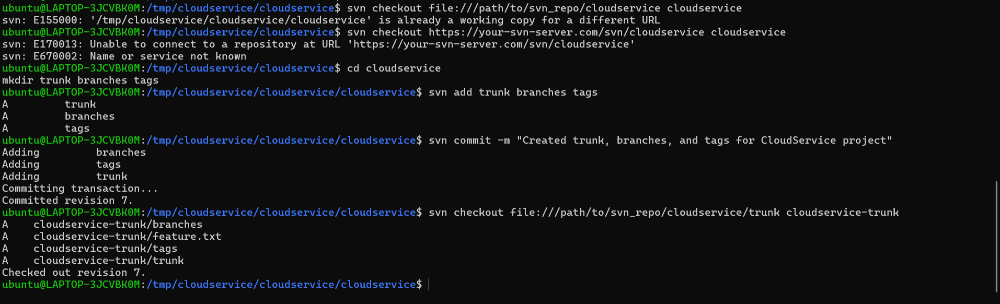 ubuntu@LAPTOP-3JCVBK0M:/tmp/cloudservice/cloudservice$ svn checkout file:///path/to/svn_repo/cloudservice cloudservice
svn: E155000: '/tmp/cloudservice/cloudservice/cloudservice' is already a working copy for a different URL
ubuntu@LAPTOP-3JCVBK0M:/tmp/cloudservice/cloudservice$ svn checkout https://your-svn-server.com/svn/cloudservice cloudservice
svn: E170013: Unable to connect to a repository at URL 'https://your-svn-server.com/svn/cloudservice'
svn: E670002: Name or service not known
ubuntu@LAPTOP-3JCVBK0M:/tmp/cloudservice/cloudservice$ cd cloudservice
mkdir trunk branches tags
ubuntu@LAPTOP-3JCVBK0M:/tmp/cloudservice/cloudservice/cloudservice$ svn add trunk branches tags
A         trunk
A         branches
A         tags
ubuntu@LAPTOP-3JCVBK0M:/tmp/cloudservice/cloudservice/cloudservice$ svn commit -m "Created trunk, branches, and tags for CloudService project"
Adding         branches
Adding         tags
Adding         trunk
Committing transaction...
Committed revision 7.
ubuntu@LAPTOP-3JCVBK0M:/tmp/cloudservice/cloudservice/cloudservice$ svn checkout file:///path/to/svn_repo/cloudservice/trunk cloudservice-trunk
A    cloudservice-trunk/branches
A    cloudservice-trunk/feature.txt
A    cloudservice-trunk/tags
A    cloudservice-trunk/trunk
Checked out revision 7.
ubuntu@LAPTOP-3JCVBK0M:/tmp/cloudservice/cloudservice/cloudservice$